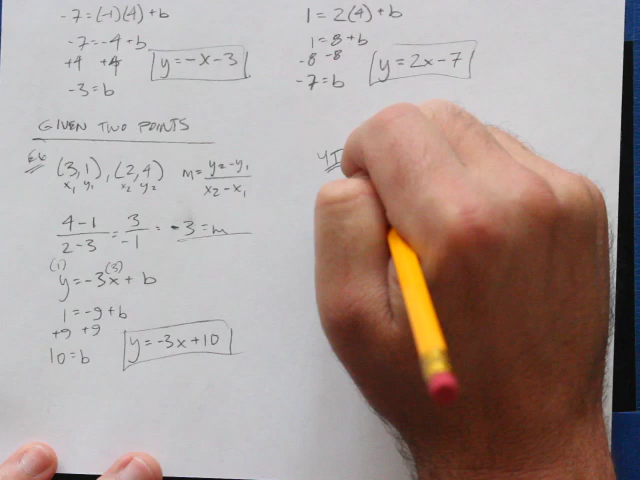 -7=(-1)(4)+b
-7=-4+b
+4 +4
-3=b
y=-x-3
1=2(4)+b
1=8+b
-8 -8
-7=b
y=2x-7
GIVEN TWO POINTS
EX (3,1), (2,4) m=y₂-y₁/x₂-x₁
x₁ y₁ x₂ y₂
4-1/2-3=3/-1=-3=m
(1) (3)
y=-3x+b
1=-9+b
+9 +9
10=b
y=-3x+10
YI